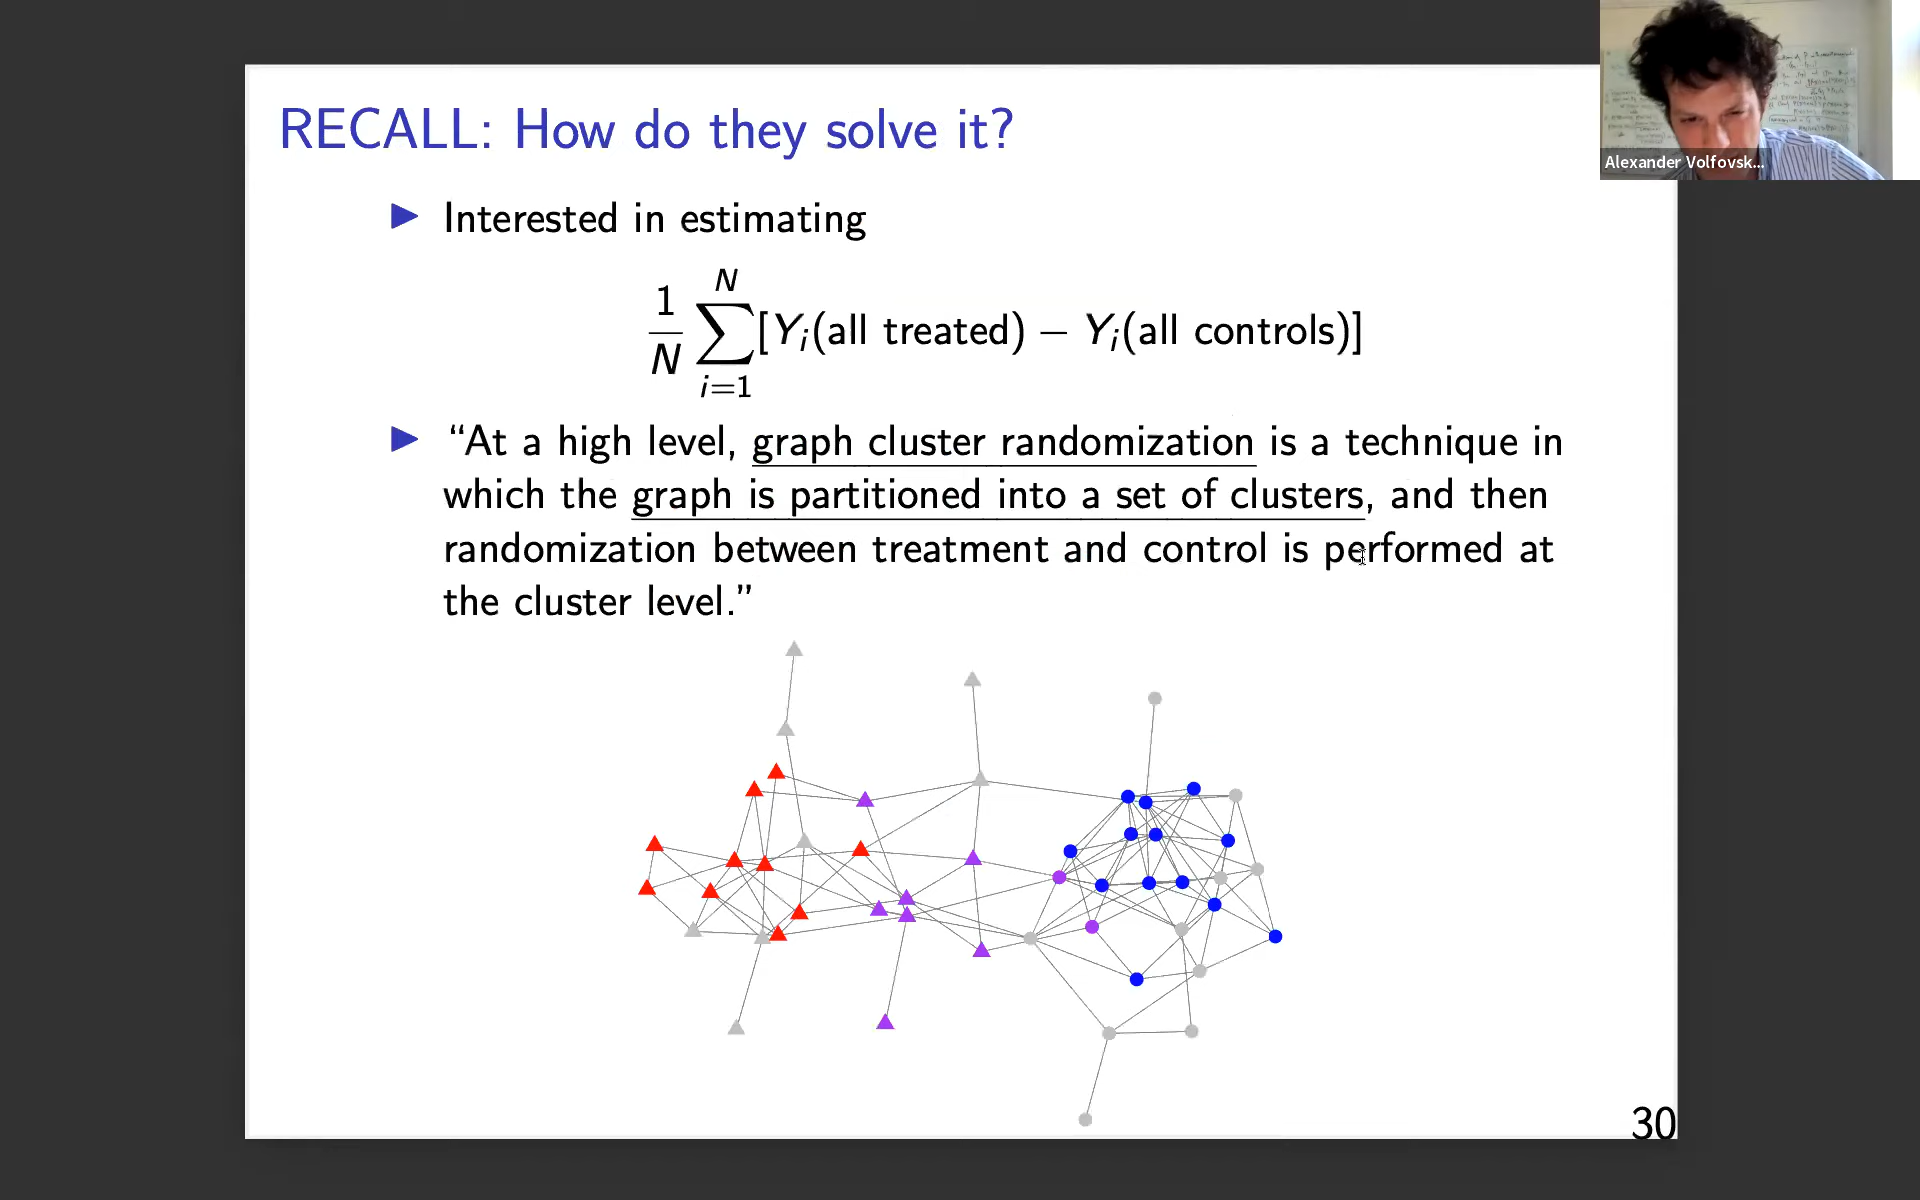 RECALL: How do they solve it?
Alexander Volfovsk...
▶ Interested in estimating
\frac{1}{N} \sum_{i=1}^{N} [Y_i(all treated) − Y_i(all controls)]
▶ “At a high level, graph cluster randomization is a technique in
which the graph is partitioned into a set of clusters, and then
randomization between treatment and control is performed at
the cluster level.”
30